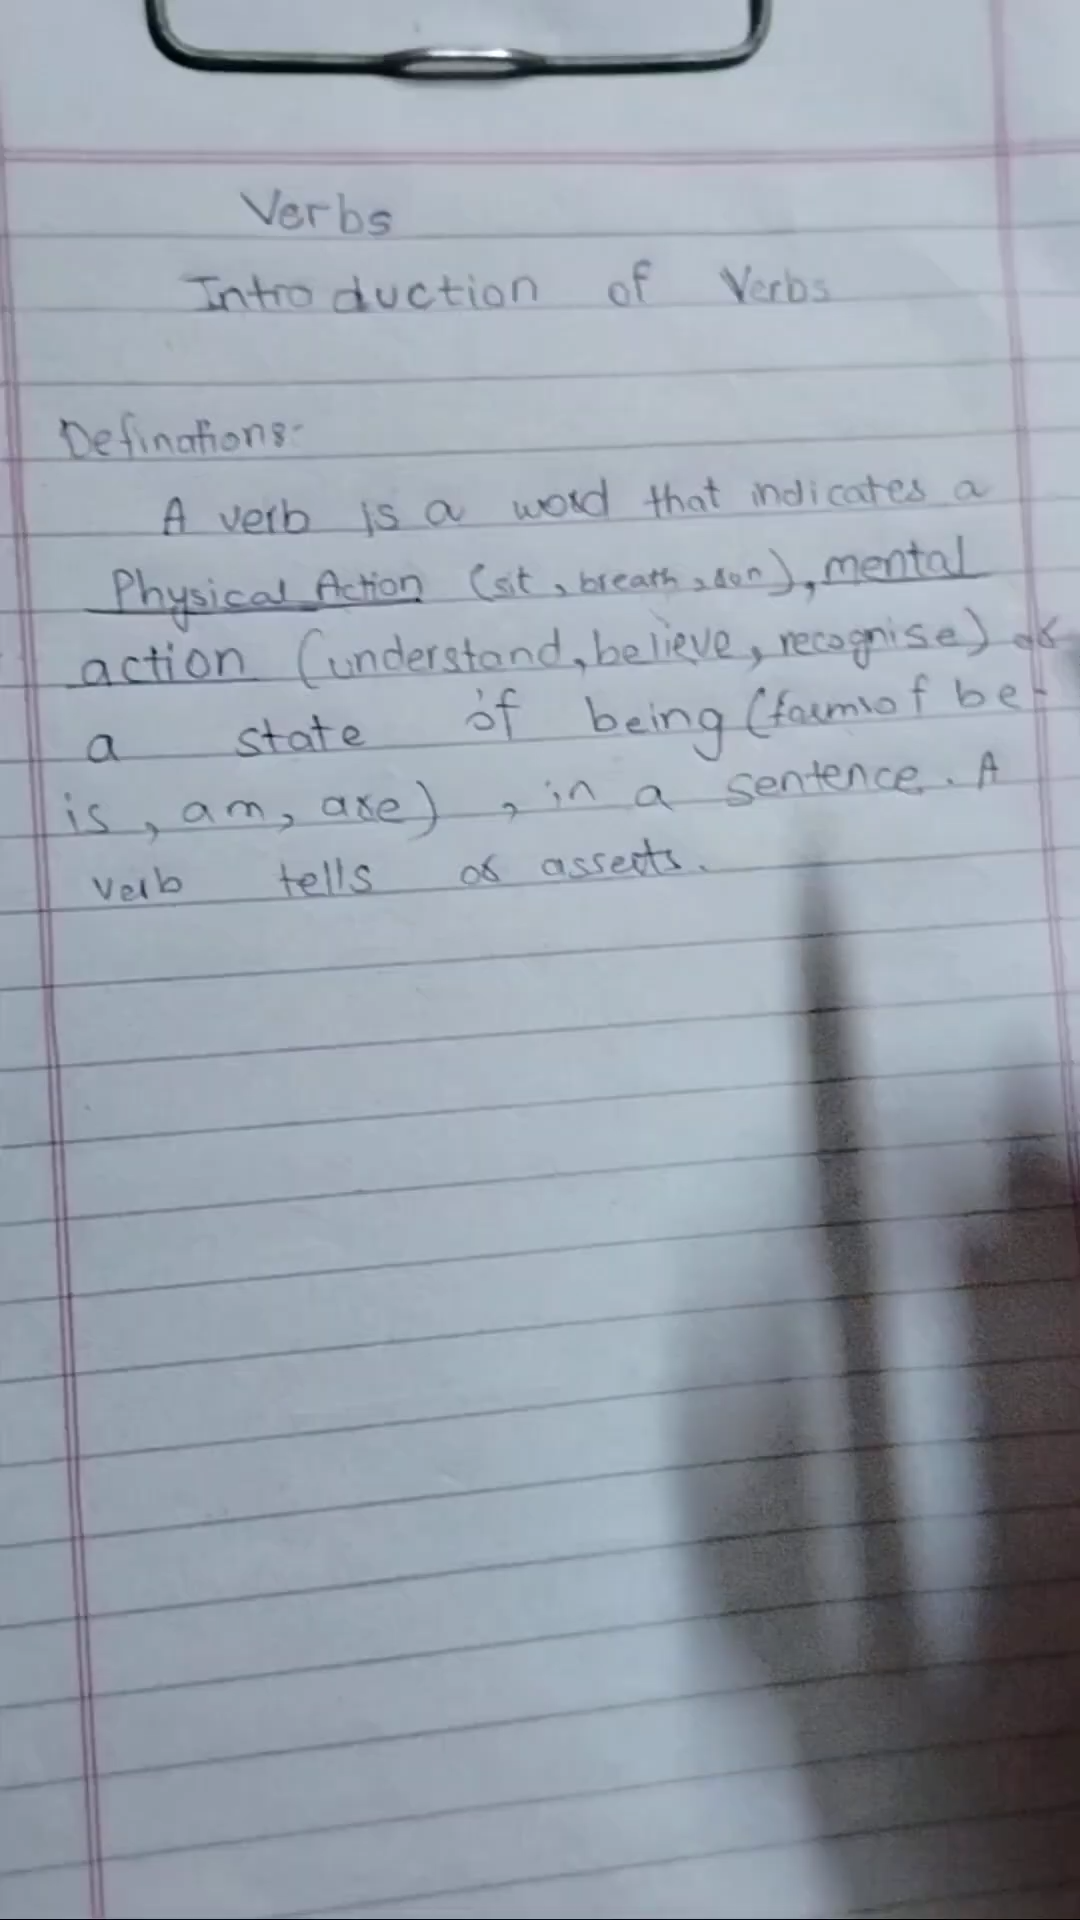 Verbs
Introduction of Verbs
Definations:-
A verb is a word that indicates a
Physical Action (sit, breath, run), mental
action (understand, believe, recognise) or
a state of being (forms of be-
is, am, are), in a sentence. A
verb tells or asserts.